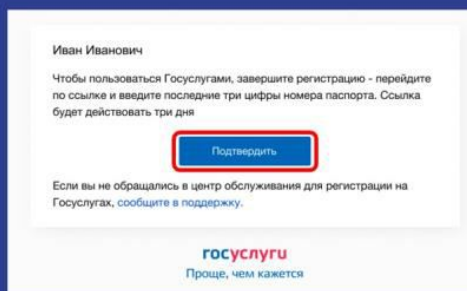 Иван Иванович
Чтобы пользоваться Госуслугами, завершите регистрацию - перейдите
по ссылке и введите последние три цифры номера паспорта. Ссылка
будет действовать три дня
Подтвердить
Если вы не обращались в центр обслуживания для регистрации на
Госуслугах, сообщите в поддержку.
госуслуги
Проще, чем кажется